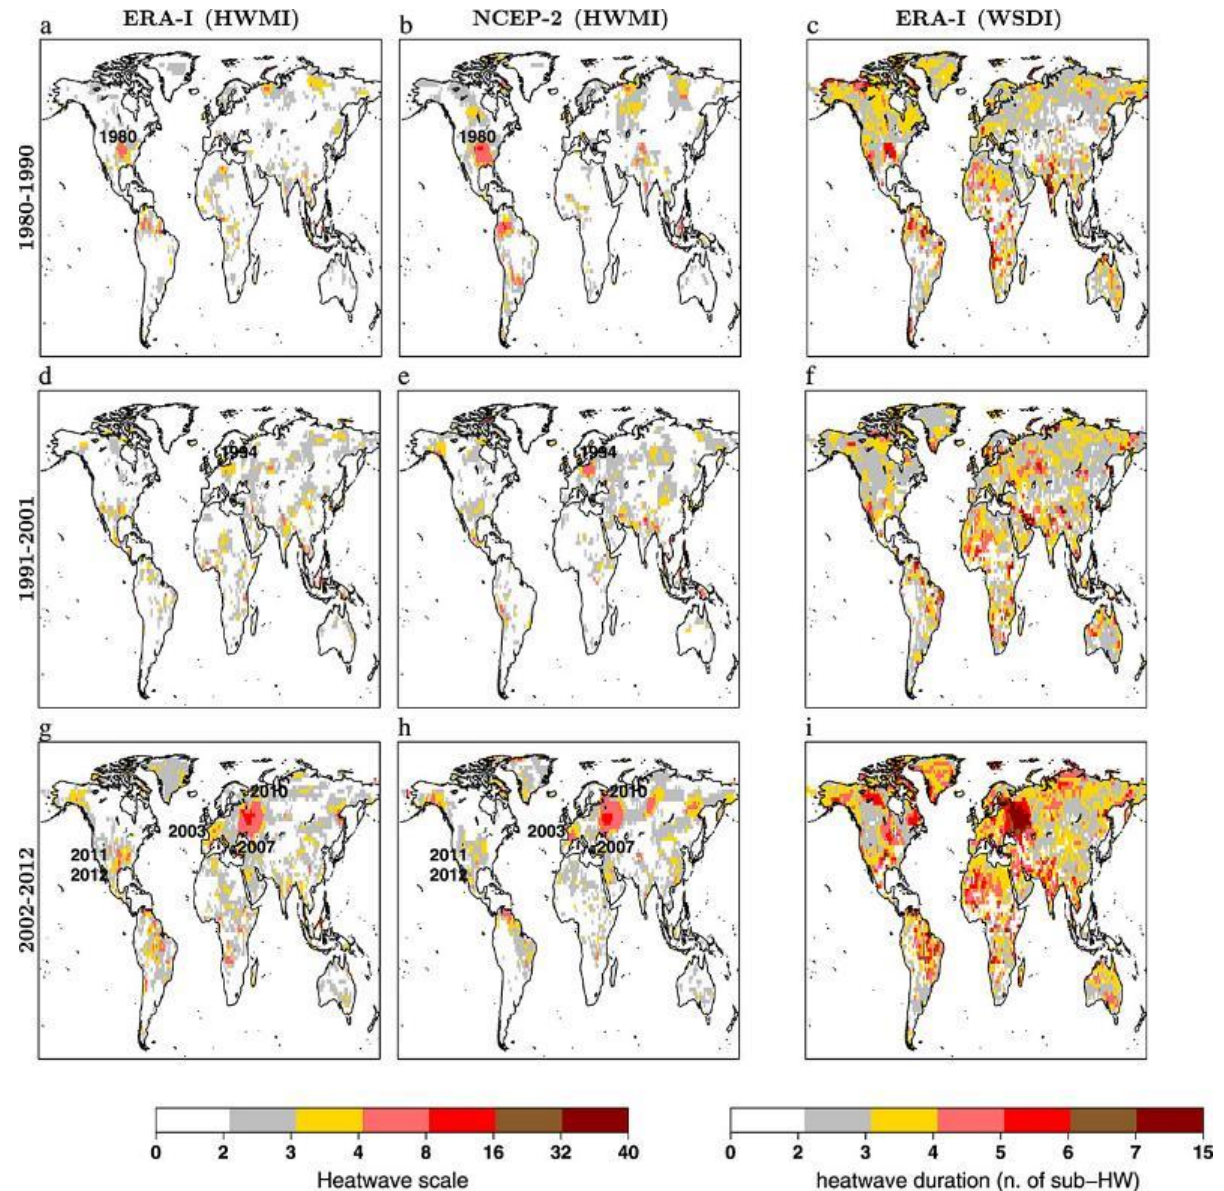 ERA-I (HWMI) NCEP-2 (HWMI) ERA-I (WSDI)
a b c
1980-1990
1980 1980
d e f
1991-2001
1994 1994
g h i
2002-2012
2010 2010
2003 2003
2007 2007
2011 2011
2012 2012
0 2 3 4 8 16 32 40
Heatwave scale
0 2 3 4 5 6 7 15
heatwave duration (n. of sub-HW)